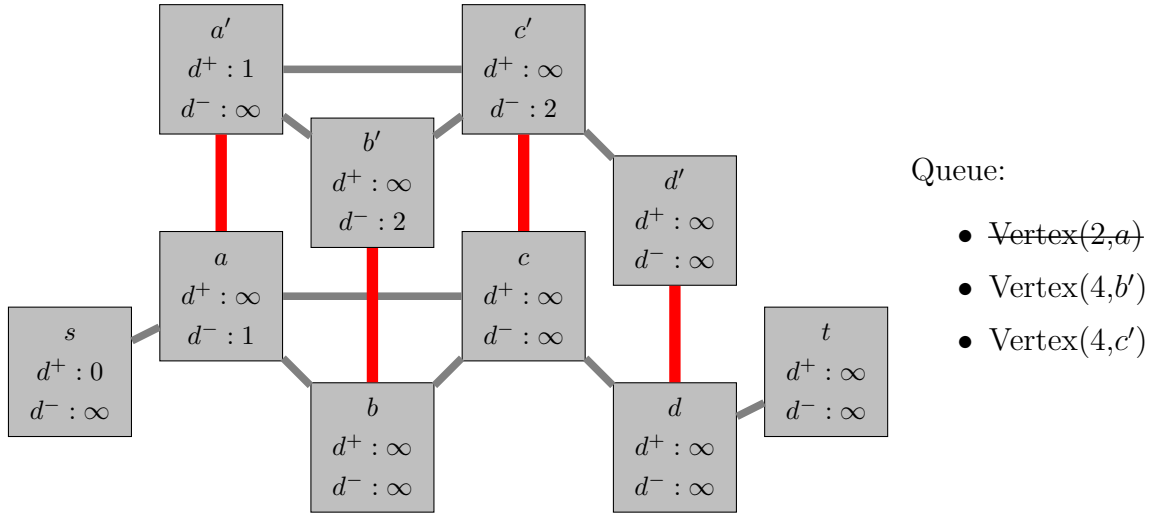 a′
d⁺ : 1
d⁻ : ∞
c′
d⁺ : ∞
d⁻ : 2
b′
d⁺ : ∞
d⁻ : 2
d′
d⁺ : ∞
d⁻ : ∞
a
d⁺ : ∞
d⁻ : 1
c
d⁺ : ∞
d⁻ : ∞
s
d⁺ : 0
d⁻ : ∞
b
d⁺ : ∞
d⁻ : ∞
d
d⁺ : ∞
d⁻ : ∞
t
d⁺ : ∞
d⁻ : ∞
Queue:
• Vertex(2,a)
• Vertex(4,b′)
• Vertex(4,c′)